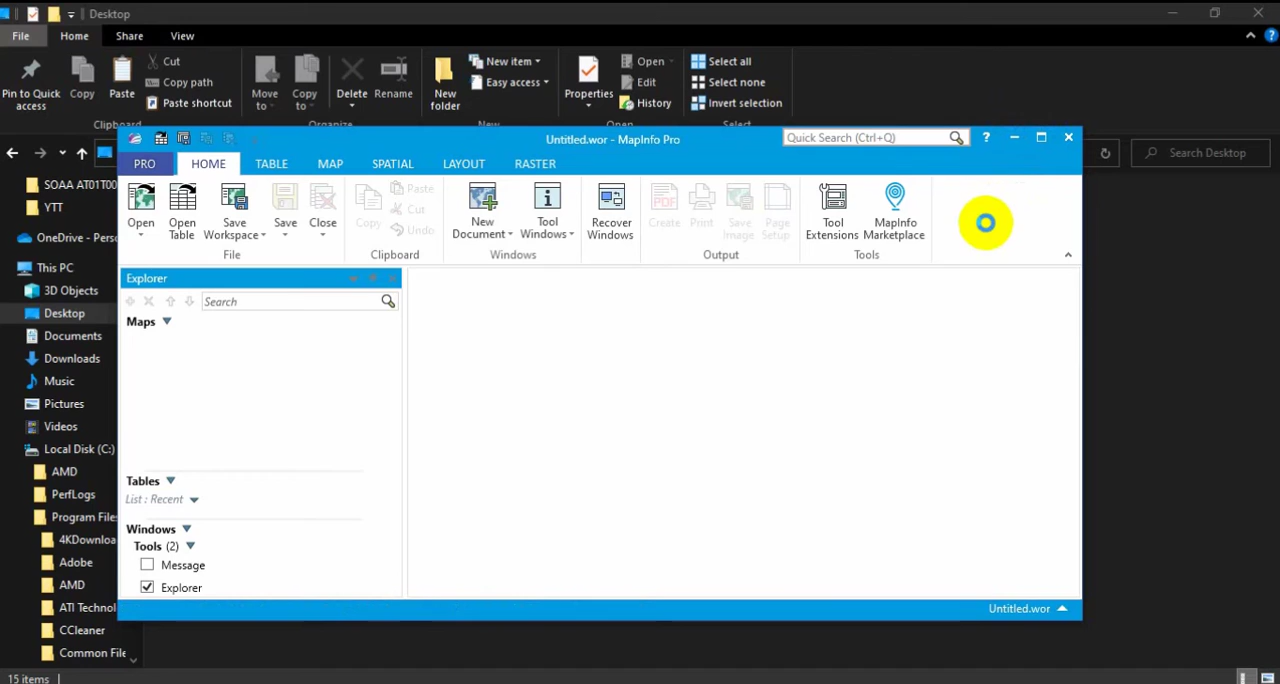 Desktop
File Home Share View
Pin to Quick access
Copy
Paste
Cut
Copy path
Paste shortcut
Move to
Copy to
Delete
Rename
New folder
New item
Easy access
Properties
Open
Edit
History
Select all
Select none
Invert selection
Clipboard Organize New Open Select
Search Desktop
Untitled.wor - MapInfo Pro
Quick Search (Ctrl+Q)
?
PRO HOME TABLE MAP SPATIAL LAYOUT RASTER
Open
Open Table
Save Workspace
Save
Close
Copy
Paste
Cut
Undo
New Document
Tool Windows
Recover Windows
PDF
Create
Print
Save Image
Page Setup
Tool Extensions
MapInfo Marketplace
File Clipboard Windows Output Tools
Explorer
Search
Maps
Tables
List : Recent
Windows
Tools (2)
Message
Explorer
Untitled.wor
SOAA AT01T00
YTT
OneDrive - Perso
This PC
3D Objects
Desktop
Documents
Downloads
Music
Pictures
Videos
Local Disk (C:)
AMD
PerfLogs
Program Files
4KDownloa
Adobe
AMD
ATI Technol
CCleaner
Common File
15 items